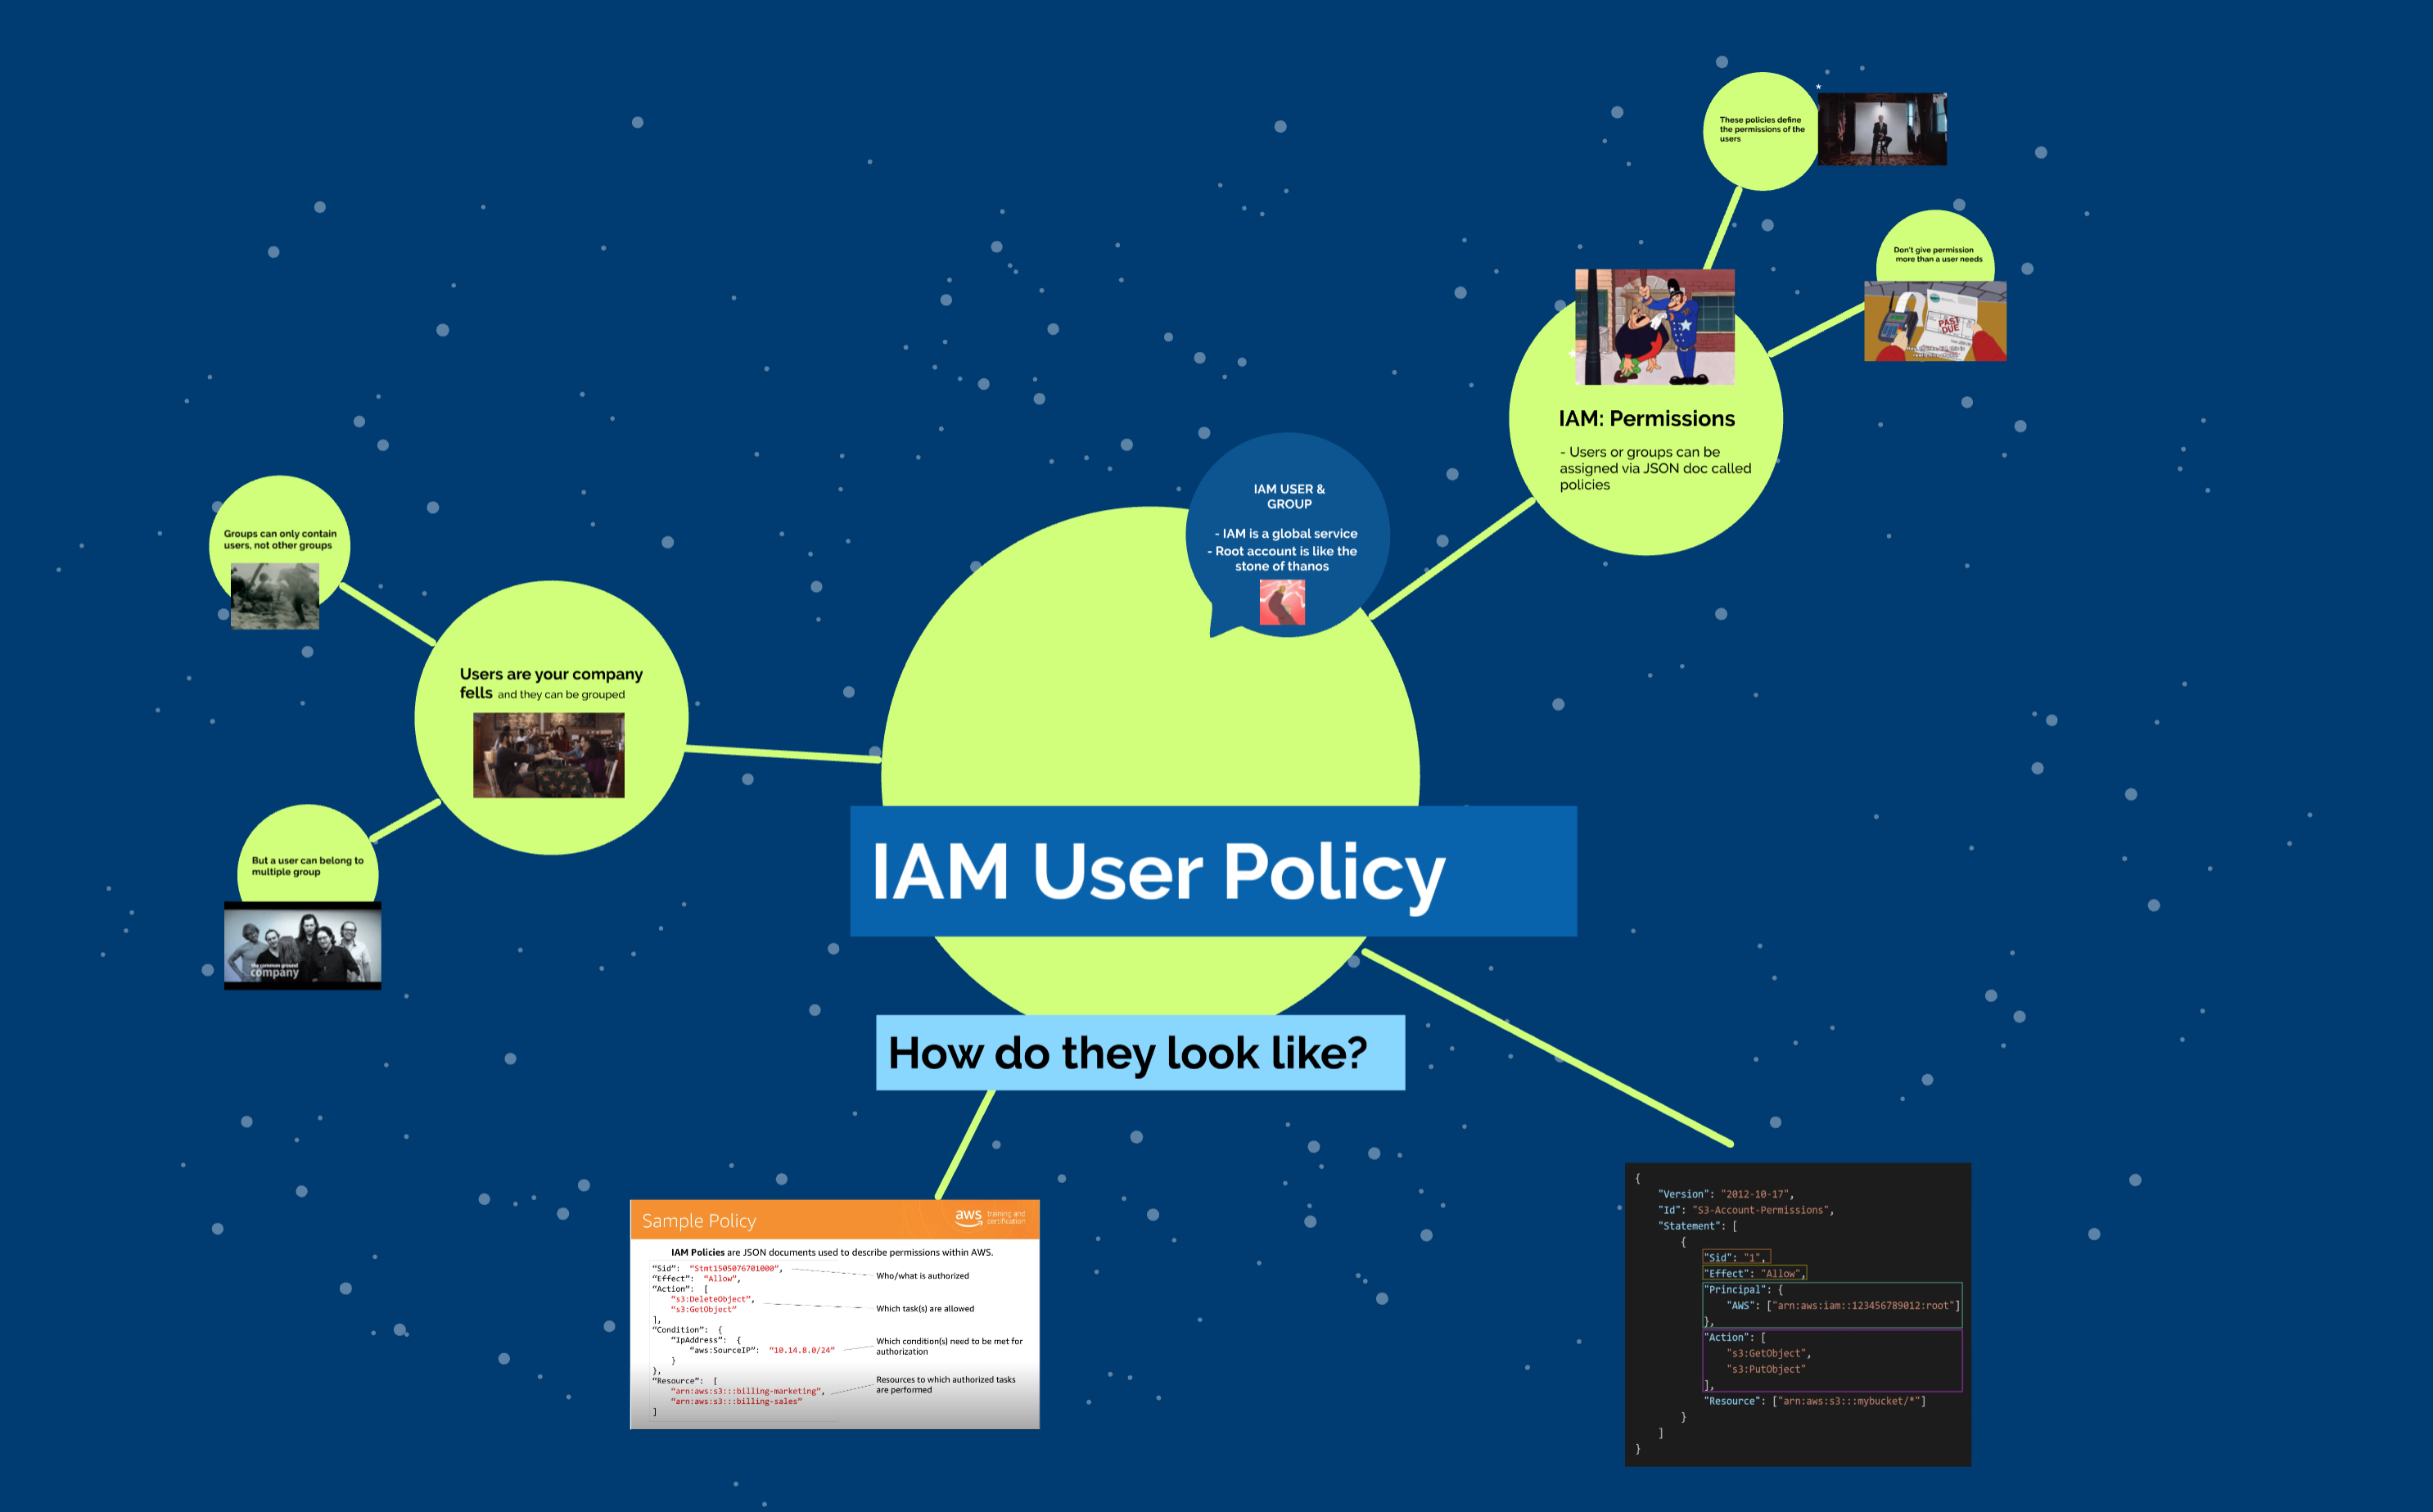 These policies define
the permissions of the
users
*
Don't give permission
more than a user needs
PAST
DUE
*
IAM: Permissions
- Users or groups can be
assigned via JSON doc called
policies
IAM USER &
GROUP
- IAM is a global service
- Root account is like the
stone of thanos
Groups can only contain
users, not other groups
Users are your company
fells and they can be grouped
But a user can belong to
multiple group
the common ground
company
IAM User Policy
How do they look like?
Sample Policy
aws training and
certification
IAM Policies are JSON documents used to describe permissions within AWS.
“Sid”: “Stmt1505076701000”,
“Effect”: “Allow”,
“Action”: [
“s3:DeleteObject”,
“s3:GetObject”
],
“Condition”: {
“IpAddress”: {
“aws:SourceIP”: “10.14.8.0/24”
}
},
“Resource”: [
“arn:aws:s3:::billing-marketing”,
“arn:aws:s3:::billing-sales”
]
Who/what is authorized
Which task(s) are allowed
Which condition(s) need to be met for
authorization
Resources to which authorized tasks
are performed
{
"Version": "2012-10-17",
"Id": "S3-Account-Permissions",
"Statement": [
{
"Sid": "1",
"Effect": "Allow",
"Principal": {
"AWS": ["arn:aws:iam::123456789012:root"]
},
"Action": [
"s3:GetObject",
"s3:PutObject"
],
"Resource": ["arn:aws:s3:::mybucket/*"]
}
]
}